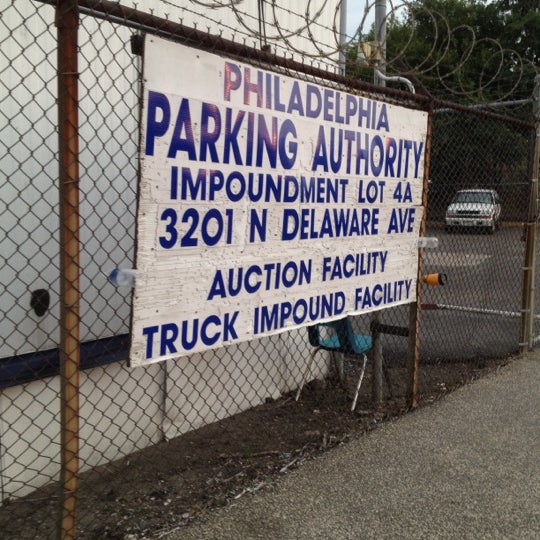 PHILADELPHIA
PARKING AUTHORITY
IMPOUNDMENT LOT 4A
3201 N DELAWARE AVE
AUCTION FACILITY
TRUCK IMPOUND FACILITY